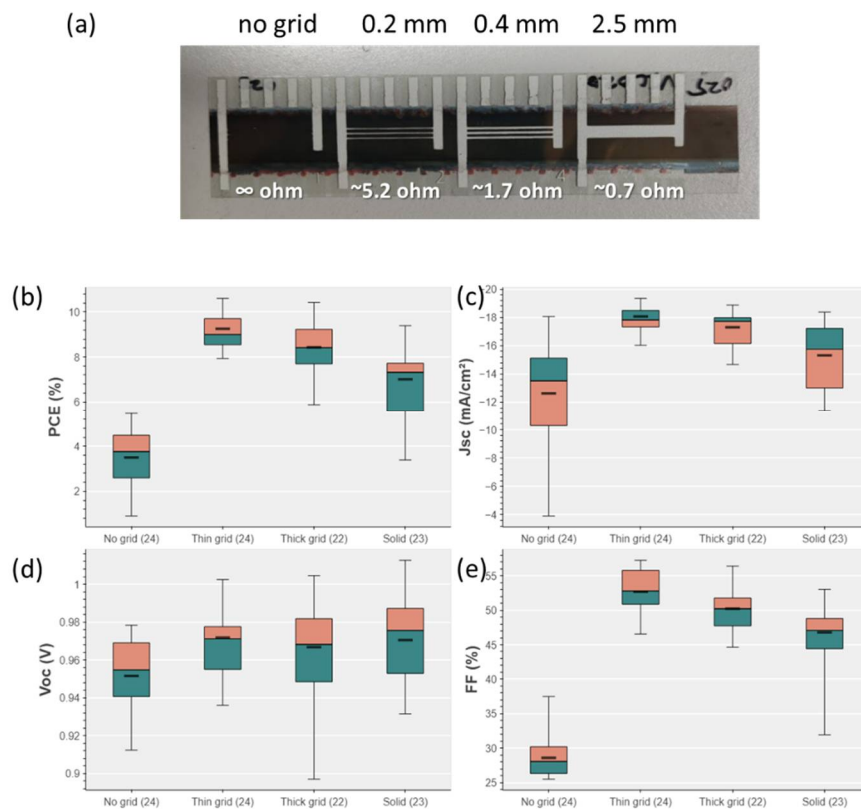 (a) no grid 0.2 mm 0.4 mm 2.5 mm
∞ ohm ~5.2 ohm ~1.7 ohm ~0.7 ohm
1 2 4
(b)
PCE (%)
10
8
6
4
2
No grid (24) Thin grid (24) Thick grid (22) Solid (23)
(c)
Jsc (mA/cm²)
-20
-18
-16
-14
-12
-10
-8
-6
-4
No grid (24) Thin grid (24) Thick grid (22) Solid (23)
(d)
Voc (V)
1
0.98
0.96
0.94
0.92
0.9
No grid (24) Thin grid (24) Thick grid (22) Solid (23)
(e)
FF (%)
55
50
45
40
35
30
25
No grid (24) Thin grid (24) Thick grid (22) Solid (23)